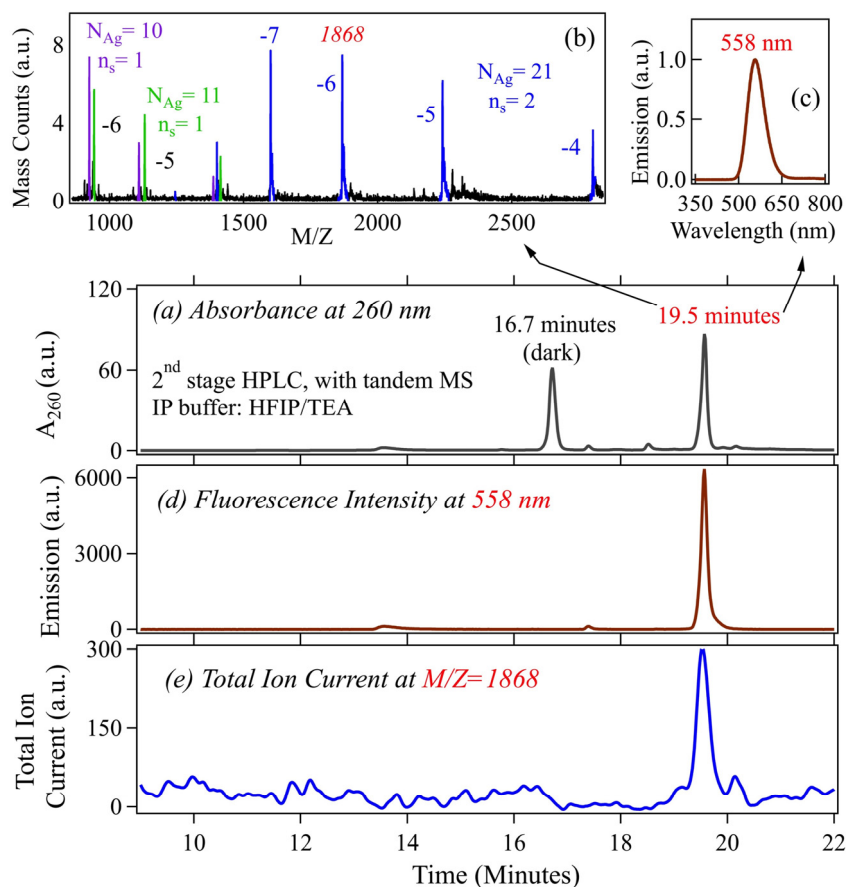 (b)
N_Ag = 10
n_s = 1
N_Ag = 11
n_s = 1
-6
-5
-7
1868
-6
-5
N_Ag = 21
n_s = 2
-4
Mass Counts (a.u.)
8
4
0
1000
1500
2000
2500
M/Z
558 nm
(c)
Emission (a.u.)
1.0
0.5
0.0
350
500
650
800
Wavelength (nm)
(a) Absorbance at 260 nm
16.7 minutes
(dark)
19.5 minutes
2nd stage HPLC, with tandem MS
IP buffer: HFIP/TEA
A260 (a.u.)
120
60
0
(d) Fluorescence Intensity at 558 nm
Emission (a.u.)
6000
3000
0
(e) Total Ion Current at M/Z=1868
Total Ion
Current (a.u.)
300
150
0
10
12
14
16
18
20
22
Time (Minutes)